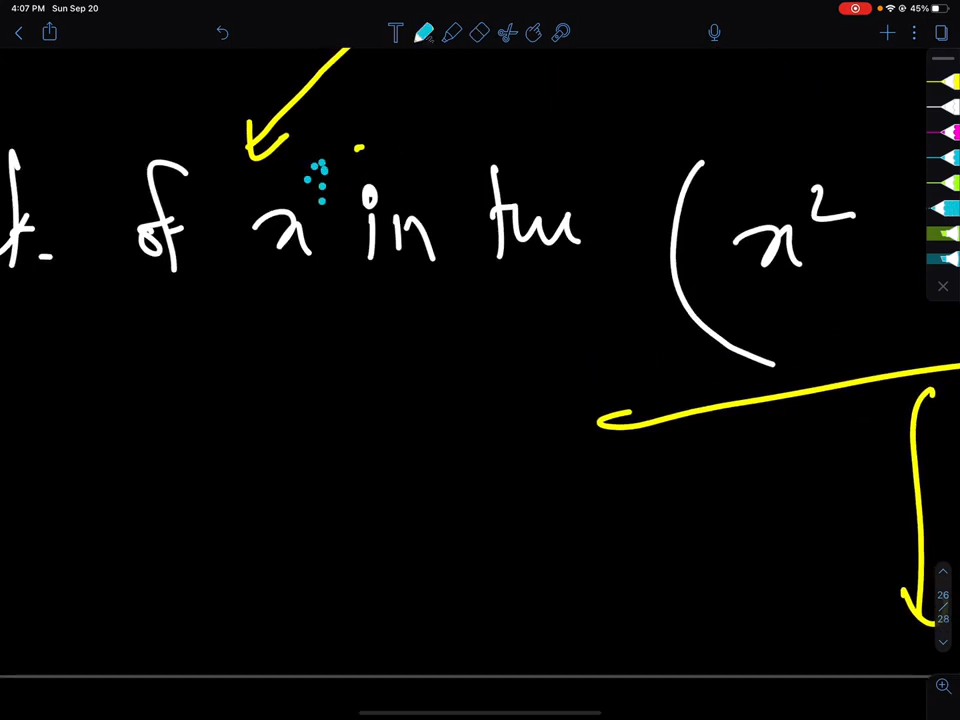 4:07 PM Sun Sep 20
45%
T
of x in the (x²
26
28